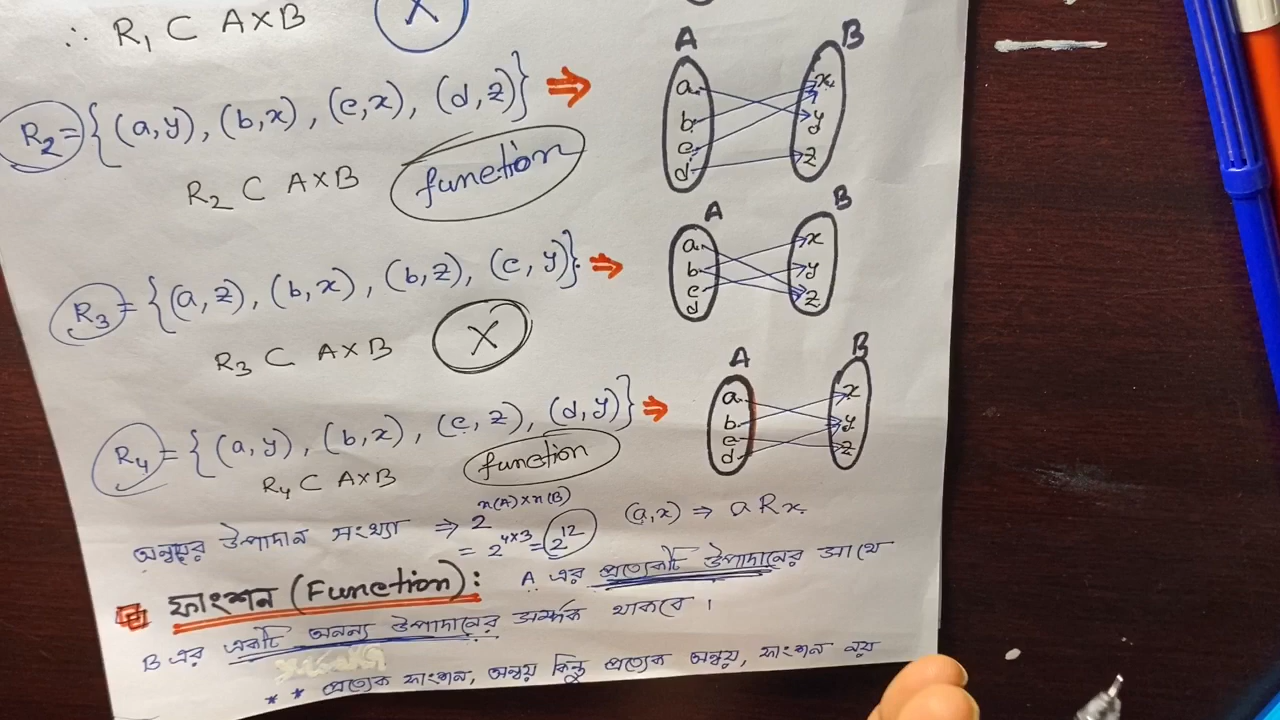 ∴ R₁ ⊂ A×B X
R₂ = {(a,y), (b,x), (c,x), (d,z)} ⇒
R₂ ⊂ A×B function
A B
a x
b y
c z
d
R₃ = {(a,z), (b,x), (b,z), (c,y)} ⇒
R₃ ⊂ A×B X
A B
a x
b y
c z
d
R₄ = {(a,y), (b,x), (c,z), (d,y)} ⇒
R₄ ⊂ A×B function
A B
a x
b y
c z
d
অন্বয়ের উপাদান সংখ্যা ⇒ 2^n(A)×n(B) (a,x) ⇒ aRx.
= 2^4×3 = 2^12
ফাংশন (Function): A এর প্রত্যেকটি উপাদানের সাথে
B এর একটি অনন্য উপাদানের সম্পর্ক থাকবে।
** প্রত্যেক ফাংশন, অন্বয় কিন্তু প্রত্যেক অন্বয়, ফাংশন নয়